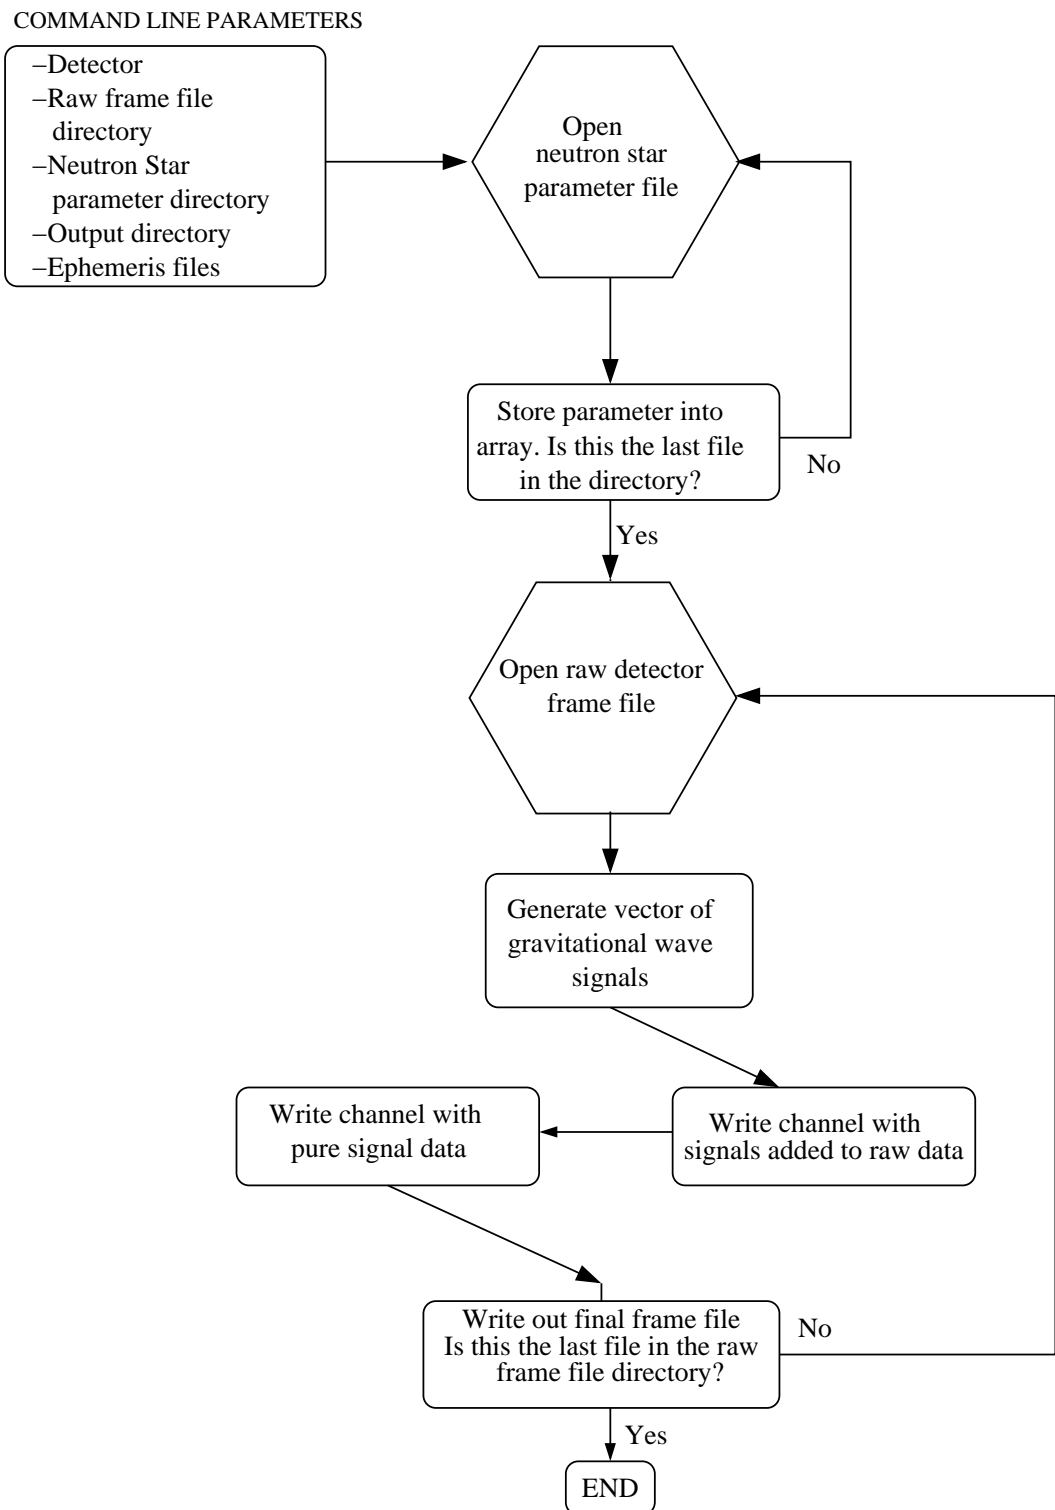 COMMAND LINE PARAMETERS
–Detector
–Raw frame file
directory
–Neutron Star
parameter directory
–Output directory
–Ephemeris files
Open
neutron star
parameter file
Store parameter into
array. Is this the last file
in the directory?
No
Yes
Open raw detector
frame file
Generate vector of
gravitational wave
signals
Write channel with
signals added to raw data
Write channel with
pure signal data
Write out final frame file
Is this the last file in the raw
frame file directory?
No
Yes
END